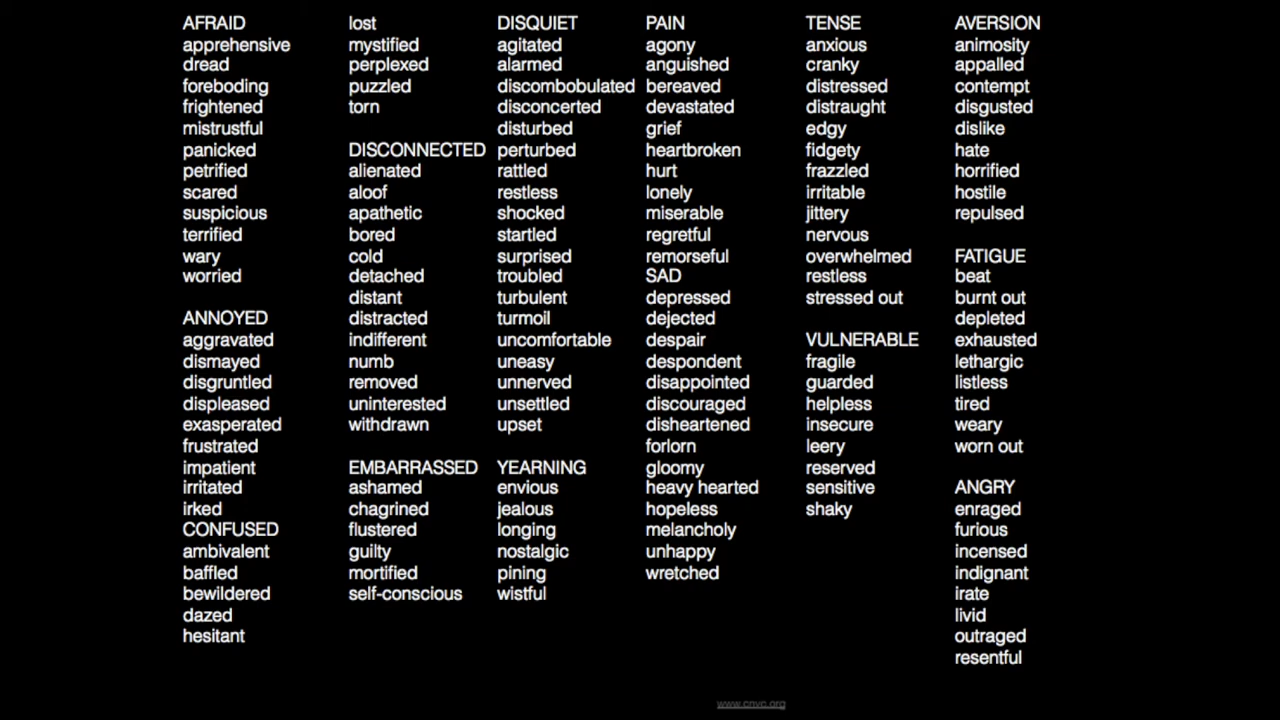 AFRAID
apprehensive
dread
foreboding
frightened
mistrustful
panicked
petrified
scared
suspicious
terrified
wary
worried
ANNOYED
aggravated
dismayed
disgruntled
displeased
exasperated
frustrated
impatient
irritated
irked
CONFUSED
ambivalent
baffled
bewildered
dazed
hesitant
lost
mystified
perplexed
puzzled
torn
DISCONNECTED
alienated
aloof
apathetic
bored
cold
detached
distant
distracted
indifferent
numb
removed
uninterested
withdrawn
EMBARRASSED
ashamed
chagrined
flustered
guilty
mortified
self-conscious
DISQUIET
agitated
alarmed
discombobulated
disconcerted
disturbed
perturbed
rattled
restless
shocked
startled
surprised
troubled
turbulent
turmoil
uncomfortable
uneasy
unnerved
unsettled
upset
YEARNING
envious
jealous
longing
nostalgic
pining
wistful
PAIN
agony
anguished
bereaved
devastated
grief
heartbroken
hurt
lonely
miserable
regretful
remorseful
SAD
depressed
dejected
despair
despondent
disappointed
discouraged
disheartened
forlorn
gloomy
heavy hearted
hopeless
melancholy
unhappy
wretched
TENSE
anxious
cranky
distressed
distraught
edgy
fidgety
frazzled
irritable
jittery
nervous
overwhelmed
restless
stressed out
VULNERABLE
fragile
guarded
helpless
insecure
leery
reserved
sensitive
shaky
AVERSION
animosity
appalled
contempt
disgusted
dislike
hate
horrified
hostile
repulsed
FATIGUE
beat
burnt out
depleted
exhausted
lethargic
listless
tired
weary
worn out
ANGRY
enraged
furious
incensed
indignant
irate
livid
outraged
resentful
www.cnvc.org